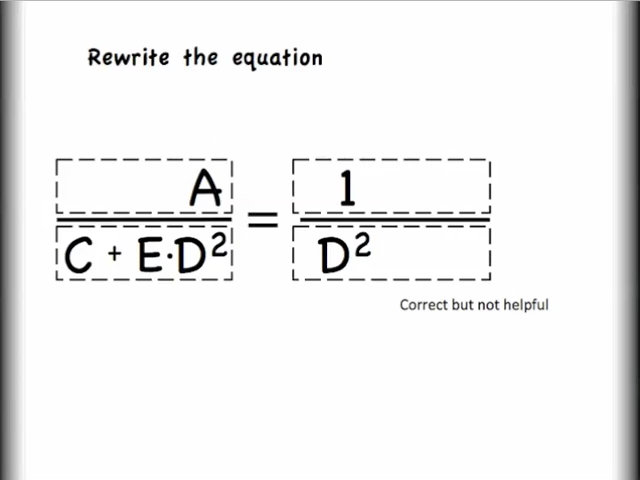 Rewrite the equation
A
C + E·D² = 1
D²
Correct but not helpful